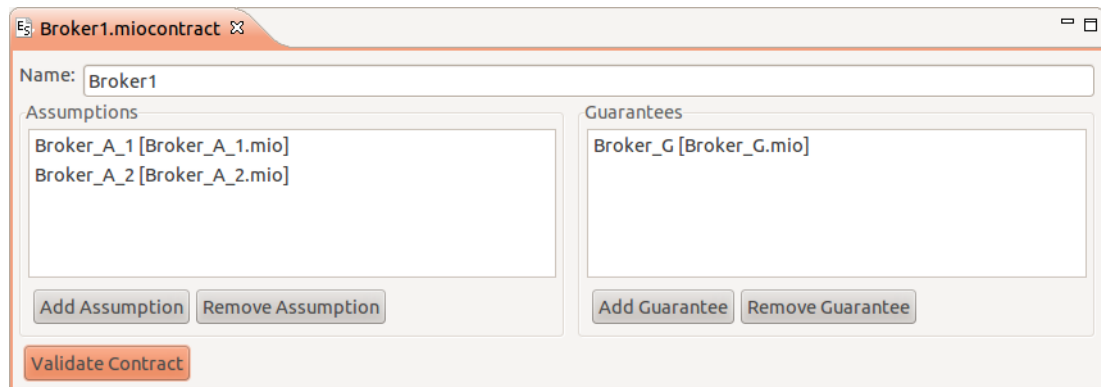 Broker1.miocontract
Name: Broker1
Assumptions
Broker_A_1 [Broker_A_1.mio]
Broker_A_2 [Broker_A_2.mio]
Add Assumption Remove Assumption
Guarantees
Broker_G [Broker_G.mio]
Add Guarantee Remove Guarantee
Validate Contract